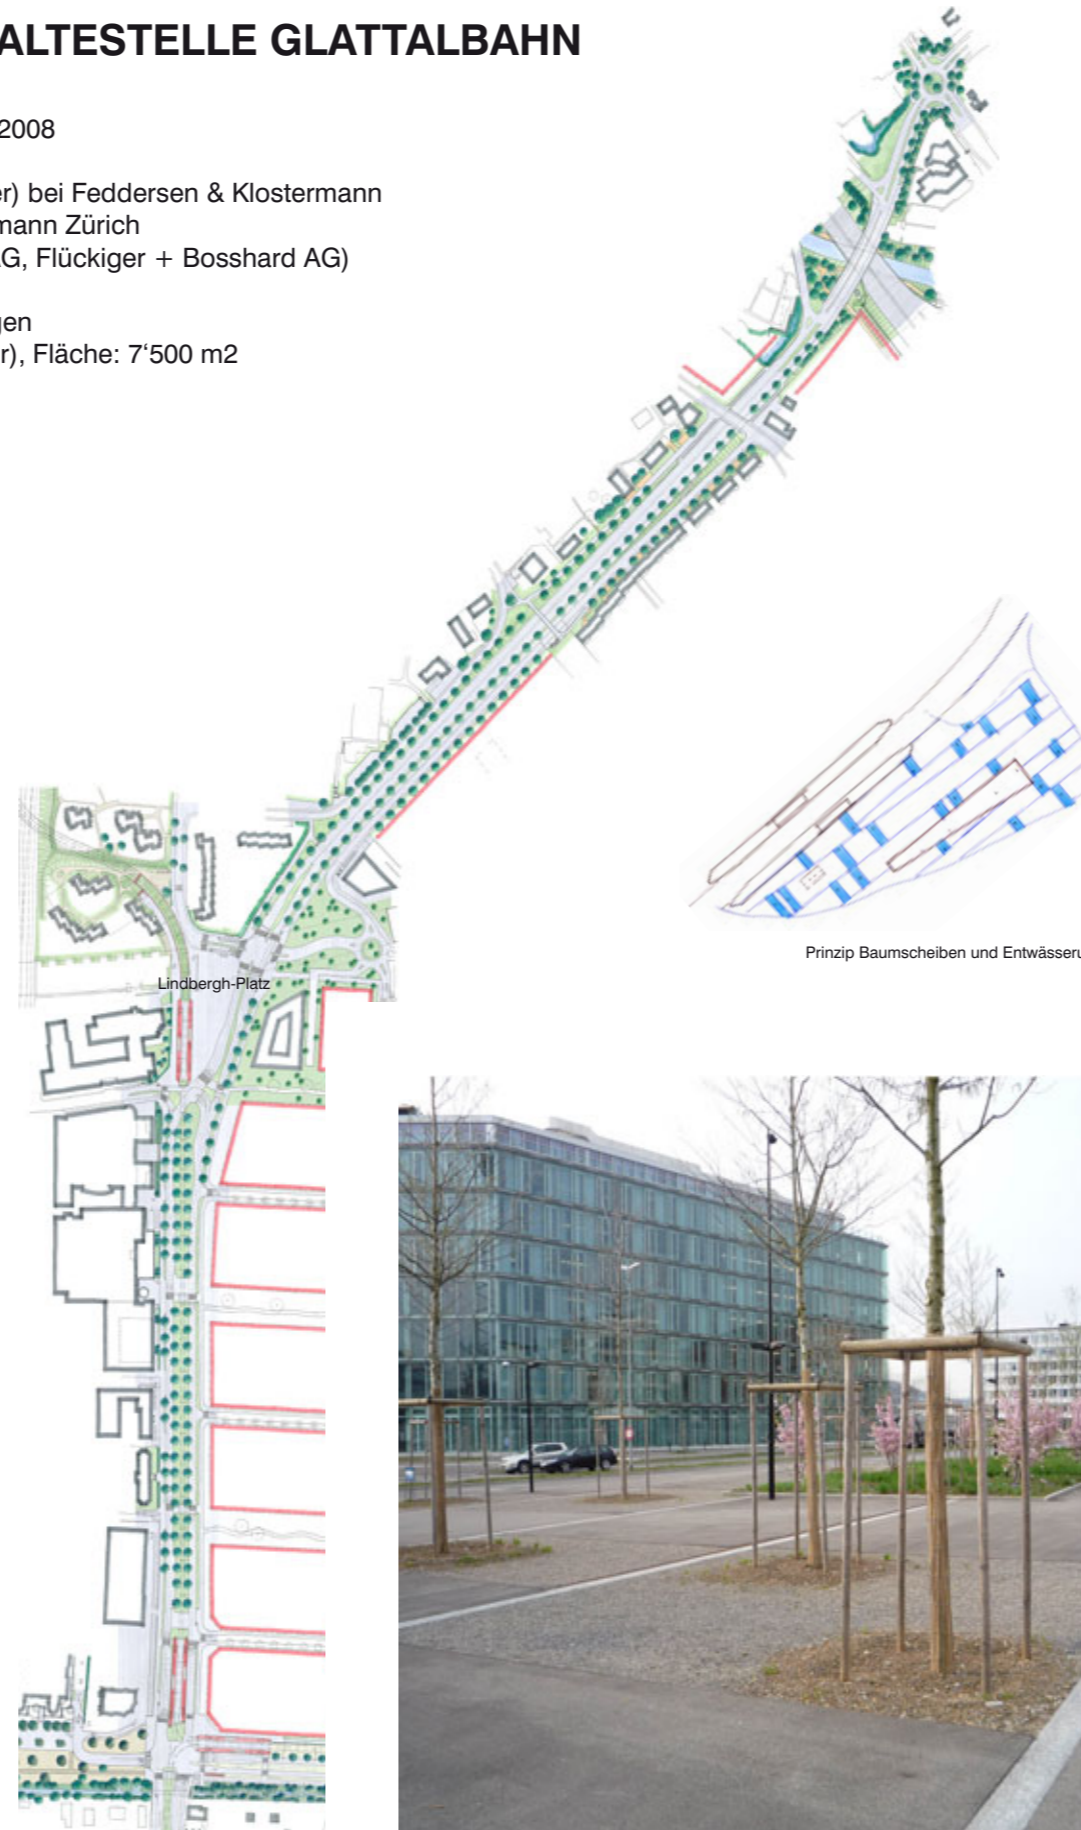 ALTESTELLE GLATTALBAHN
2008
er) bei Feddersen & Klostermann
mann Zürich
AG, Flückiger + Bosshard AG)
gen
r), Fläche: 7‘500 m2
Prinzip Baumscheiben und Entwässeru
Lindbergh-Platz